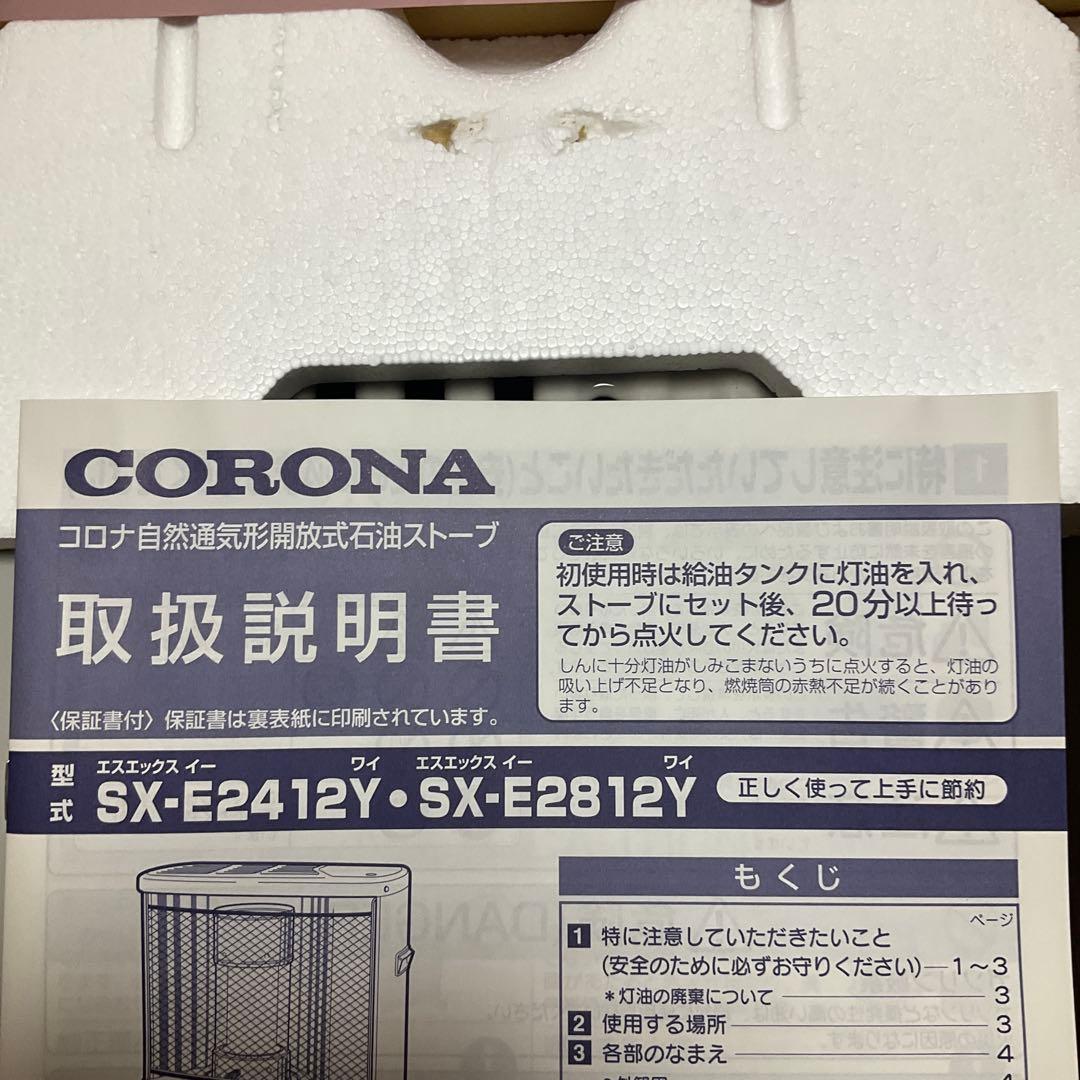 CORONA
コロナ自然通気形開放式石油ストーブ
取扱説明書
〈保証書付〉保証書は裏表紙に印刷されています。
ご注意
初使用時は給油タンクに灯油を入れ、
ストーブにセット後、20分以上待っ
てから点火してください。
しんに十分灯油がしみこまないうちに点火すると、灯油の
吸い上げ不足となり、燃焼筒の赤熱不足が続くことがあり
ます。
型式
エスエックス イー ワイ エスエックス イー ワイ
SX-E2412Y・SX-E2812Y
正しく使って上手に節約
もくじ
ページ
1 特に注意していただきたいこと
(安全のために必ずお守りください)―1〜3
*灯油の廃棄について―3
2 使用する場所―3
3 各部のなまえ―4